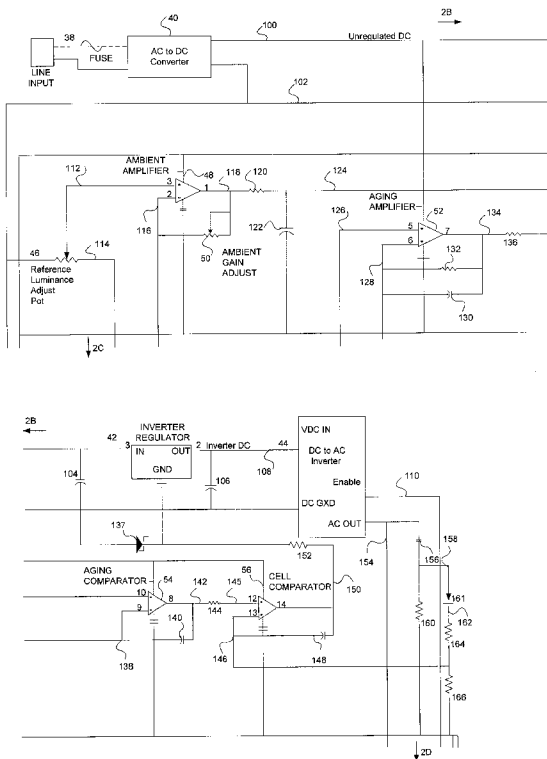 40
2B
38
100
Unregulated DC
AC to DC
Converter
FUSE
LINE
INPUT
102
AMBIENT
AMPLIFIER
112
48
118
120
124
3
1
2
AGING
AMPLIFIER
52
116
126
5
7
134
6
136
122
50
AMBIENT
GAIN
ADJUST
46
114
132
128
130
Reference
Luminance
Adjust
Pot
2C
2B
42
INVERTER
REGULATOR
3
2
Inverter DC
44
IN
OUT
GND
VDC IN
DC to AC
Inverter
Enable
DC GXD
AC OUT
104
106
108
110
137
152
154
156
158
AGING
COMPARATOR
54
56
CELL
COMPARATOR
150
10
8
142
145
12
14
9
144
13
161
162
160
164
140
138
146
148
166
2D